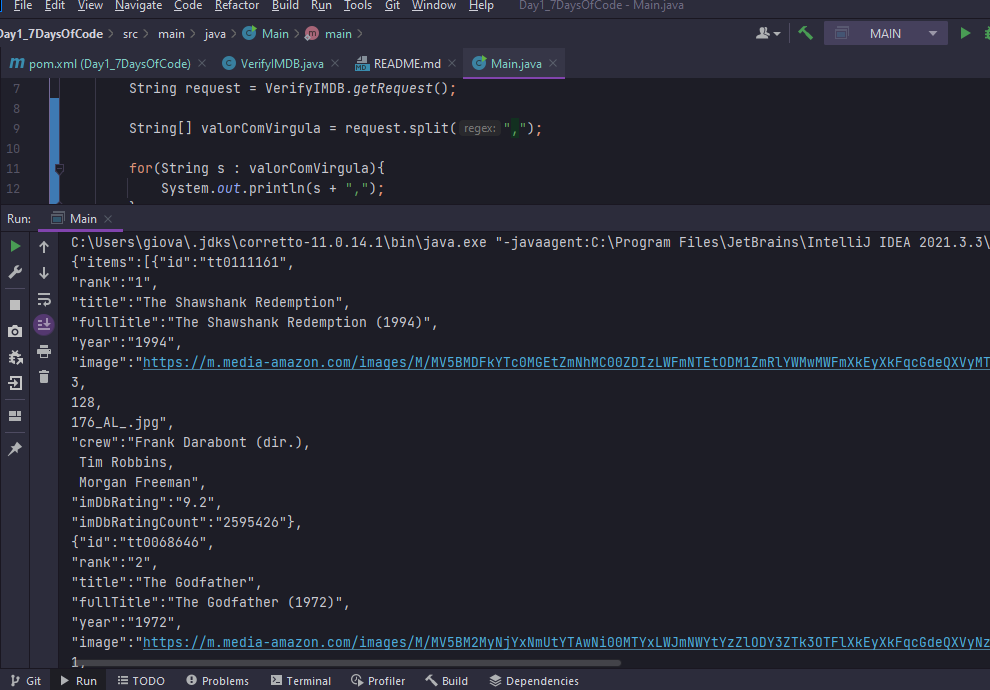 File Edit View Navigate Code Refactor Build Run Tools Git Window Help Day1_7DaysOfCode - Main.java
Day1_7DaysOfCode src main java Main main MAIN
pom.xml (Day1_7DaysOfCode) VerifyIMDB.java README.md Main.java
7 String request = VerifyIMDB.getRequest();
8
9 String[] valorComVirgula = request.split( regex: ",");
10
11 for(String s : valorComVirgula){
12 System.out.println(s + ",");
Run: Main
C:\Users\giova\.jdks\corretto-11.0.14.1\bin\java.exe "-javaagent:C:\Program Files\JetBrains\IntelliJ IDEA 2021.3.3\
{"items":[{"id":"tt0111161",
"rank":"1",
"title":"The Shawshank Redemption",
"fullTitle":"The Shawshank Redemption (1994)",
"year":"1994",
"image":"https://m.media-amazon.com/images/M/MV5BMDFkYTc0MGEtZmNhMC00ZDIzLWFmNTEtODM1ZmRlYWMwMWFmXkEyXkFqcGdeQXVyMT
3,
128,
176_AL_.jpg",
"crew":"Frank Darabont (dir.),
Tim Robbins,
Morgan Freeman",
"imDbRating":"9.2",
"imDbRatingCount":"2595426"},
{"id":"tt0068646",
"rank":"2",
"title":"The Godfather",
"fullTitle":"The Godfather (1972)",
"year":"1972",
"image":"https://m.media-amazon.com/images/M/MV5BM2MyNjYxNmUtYTAwNi00MTYxLWJmNWYtYzZlODY3ZTk3OTFlXkEyXkFqcGdeQXVyNz
1,
Git Run TODO Problems Terminal Profiler Build Dependencies